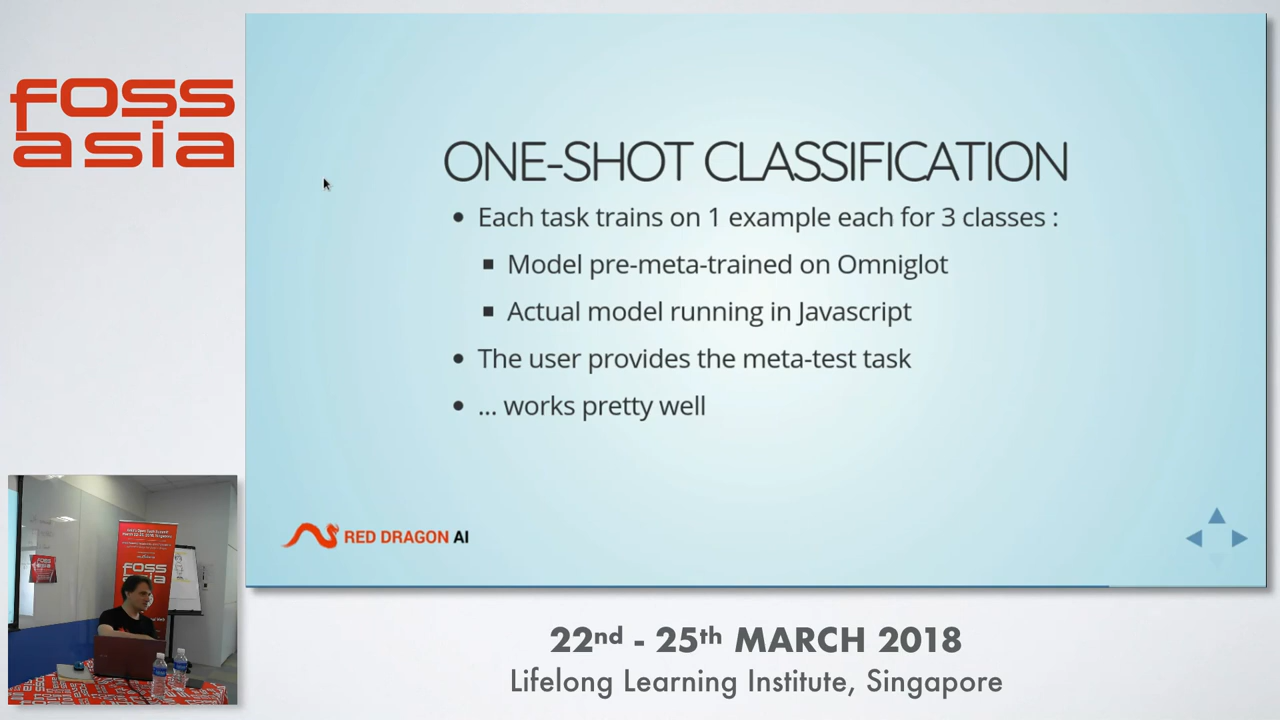 foss
asia
ONE-SHOT CLASSIFICATION
• Each task trains on 1 example each for 3 classes :
▪ Model pre-meta-trained on Omniglot
▪ Actual model running in Javascript
• The user provides the meta-test task
• ... works pretty well
RED DRAGON AI
foss
asia
22nd - 25th MARCH 2018
Lifelong Learning Institute, Singapore